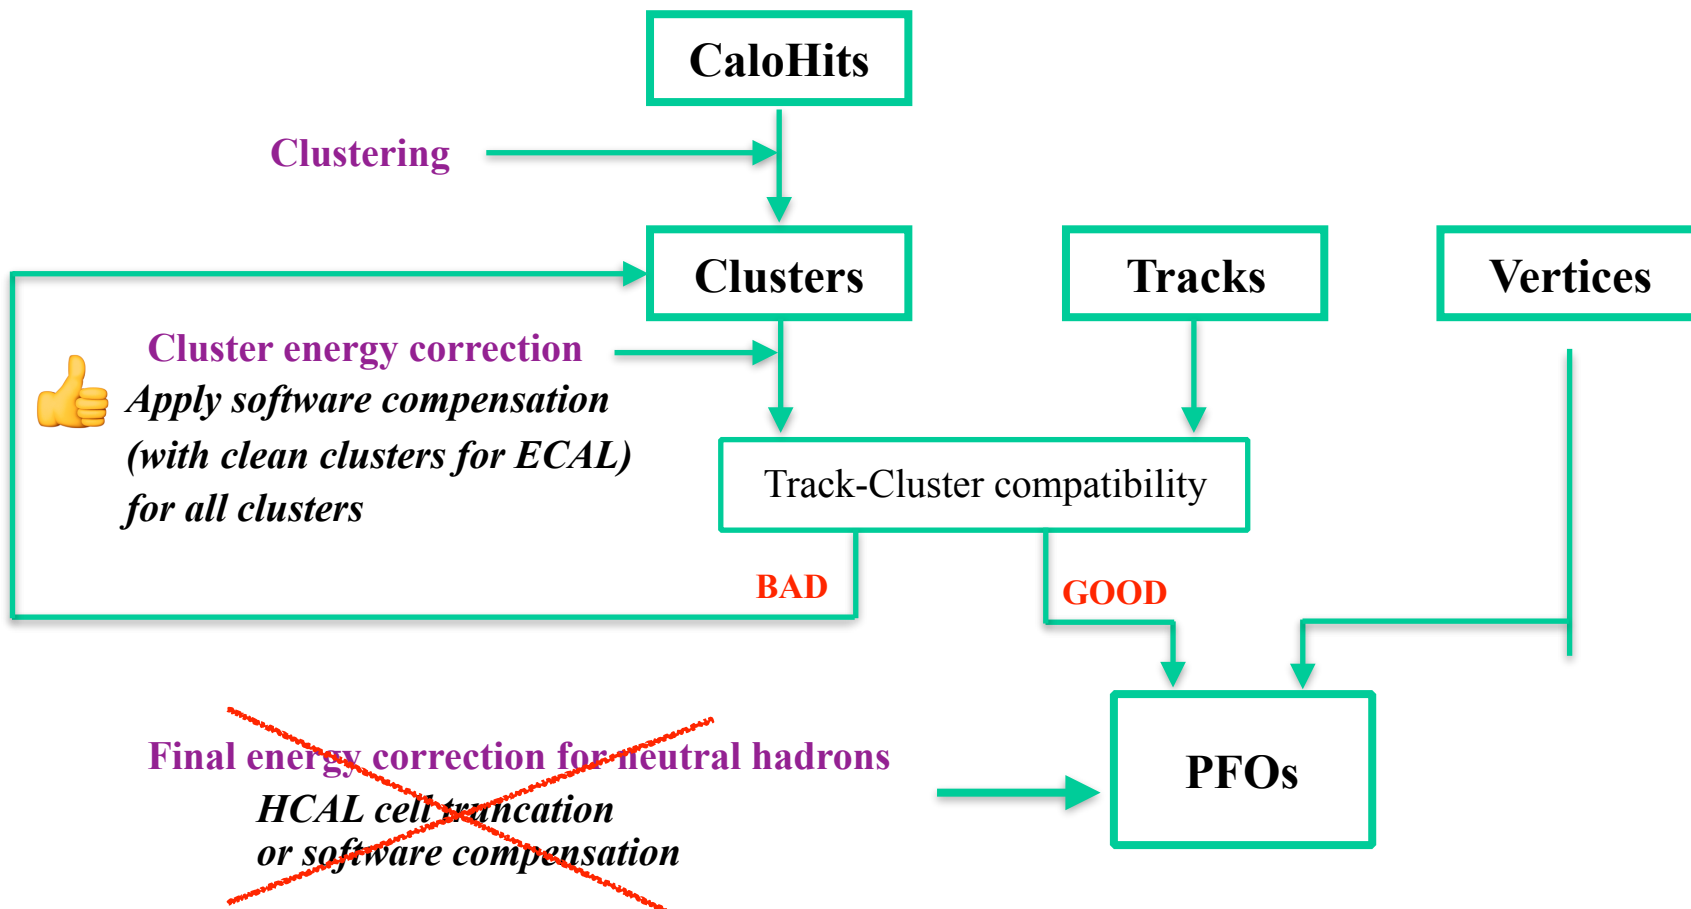 CaloHits
Clustering
Clusters
Tracks
Vertices
Cluster energy correction
Apply software compensation
(with clean clusters for ECAL)
for all clusters
Track-Cluster compatibility
BAD
GOOD
Final energy correction for neutral hadrons
HCAL cell truncation
or software compensation
PFOs